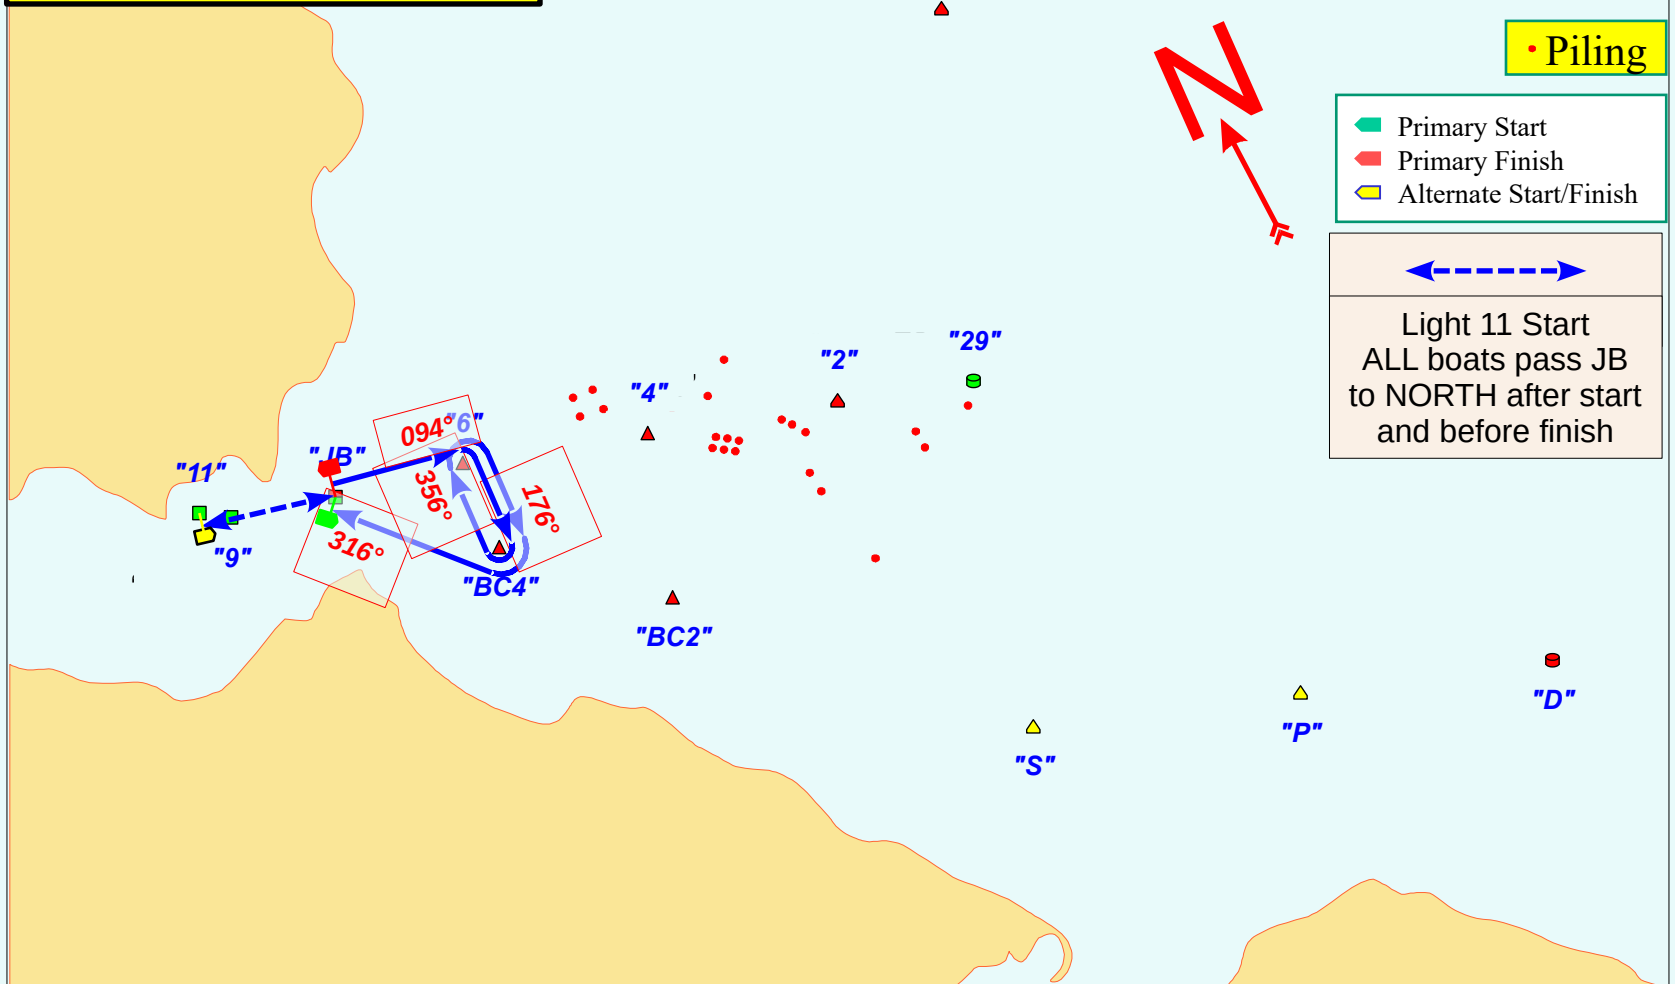 N
Piling
Primary Start
Primary Finish
Alternate Start/Finish
Light 11 Start
ALL boats pass JB
to NORTH after start
and before finish
"29"
"2"
"4"
"6"
094°
"JB"
"11"
356°
176°
"9"
316°
"BC4"
"BC2"
"D"
"P"
"S"